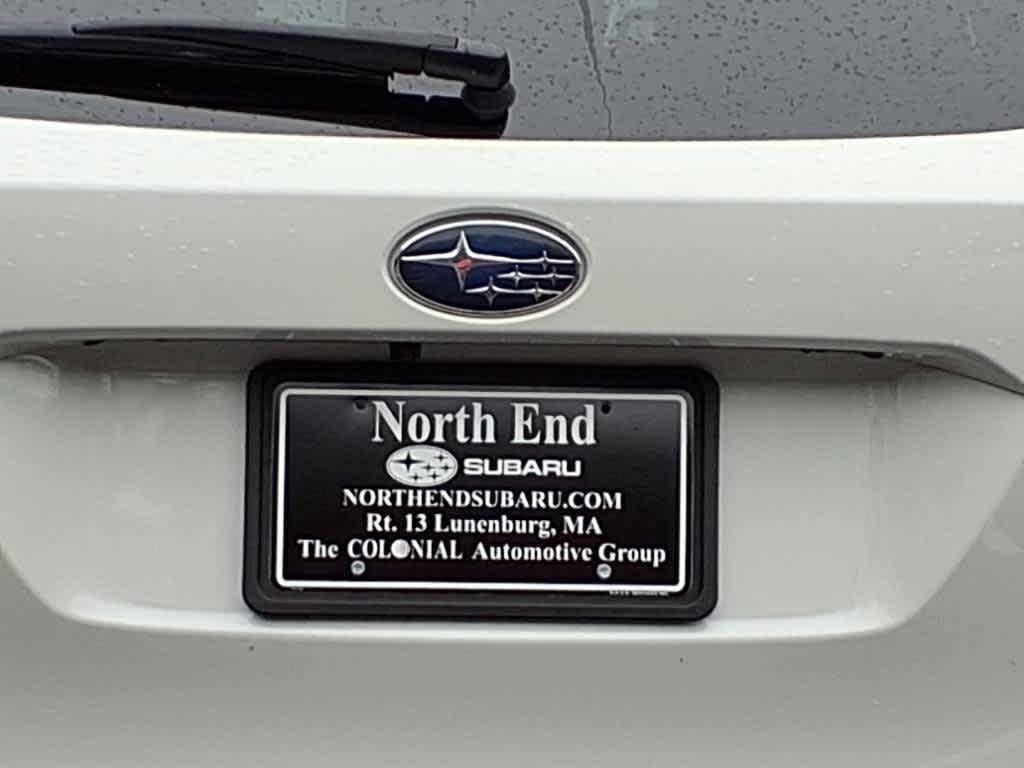 North End
SUBARU
NORTHENDSUBARU.COM
Rt. 13 Lunenburg, MA
The COLONIAL Automotive Group